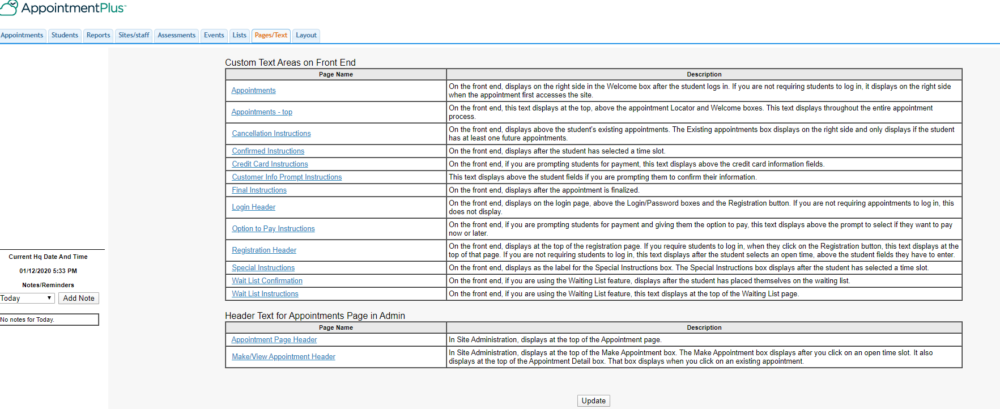 AppointmentPlus™
Appointments Students Reports Sites/staff Assessments Events Lists Pages/Text Layout
Current Hq Date And Time
01/12/2020 5:33 PM
Notes/Reminders
Today Add Note
No notes for Today.
Custom Text Areas on Front End
Page Name Description
Appointments
On the front end, displays on the right side in the Welcome box after the student logs in. If you are not requiring students to log in, it displays on the right side
when the appointment first accesses the site.
Appointments - top
On the front end, this text displays at the top, above the appointment Locator and Welcome boxes. This text displays throughout the entire appointment
process.
Cancellation Instructions
On the front end, displays above the student's existing appointments. The Existing appointments box displays on the right side and only displays if the student
has at least one future appointments.
Confirmed Instructions
On the front end, displays after the student has selected a time slot.
Credit Card Instructions
On the front end, if you are prompting students for payment, this text displays above the credit card information fields.
Customer Info Prompt Instructions
This text displays above the student fields if you are prompting them to confirm their information.
Final Instructions
On the front end, displays after the appointment is finalized.
Login Header
On the front end, displays on the login page, above the Login/Password boxes and the Registration button. If you are not requiring appointments to log in, this
does not display.
Option to Pay Instructions
On the front end, if you are prompting students for payment and giving them the option to pay, this text displays above the prompt to select if they want to pay
now or later.
Registration Header
On the front end, displays at the top of the registration page. If you require students to log in, when they click on the Registration button, this text displays at the
top of that page. If you are not requiring students to log in, this text displays after the student selects an open time, above the student fields they have to enter.
Special Instructions
On the front end, displays as the label for the Special Instructions box. The Special Instructions box displays after the student has selected a time slot.
Wait List Confirmation
On the front end, if you are using the Waiting List feature, displays after the student has placed themselves on the waiting list.
Wait List Instructions
On the front end, if you are using the Waiting List feature, this text displays at the top of the Waiting List page.
Header Text for Appointments Page in Admin
Page Name Description
Appointment Page Header
In Site Administration, displays at the top of the Appointment page.
Make/View Appointment Header
In Site Administration, displays at the top of the Make Appointment box. The Make Appointment box displays after you click on an open time slot. It also
displays at the top of the Appointment Detail box. That box displays when you click on an existing appointment.
Update